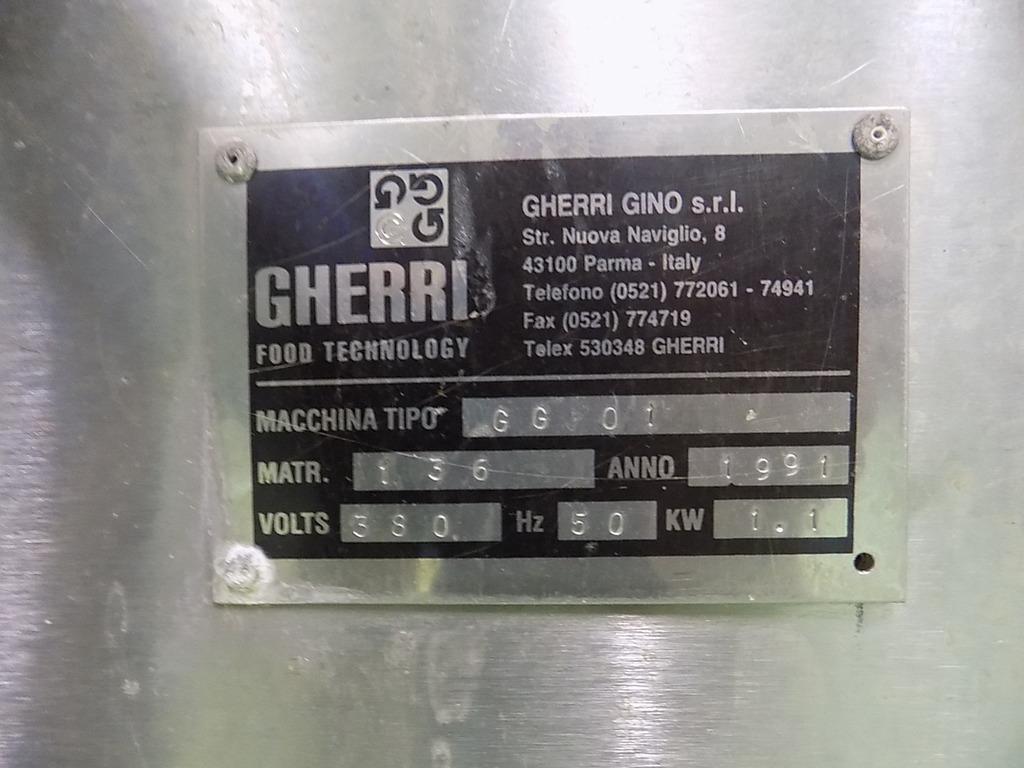 GHERRI
FOOD TECHNOLOGY
GHERRI GINO s.r.l.
Str. Nuova Naviglio, 8
43100 Parma - Italy
Telefono (0521) 772061 - 74941
Fax (0521) 774719
Telex 530348 GHERRI
MACCHINA TIPO GG 01
MATR. 136 ANNO 1991
VOLTS 380 Hz 50 KW 1.1